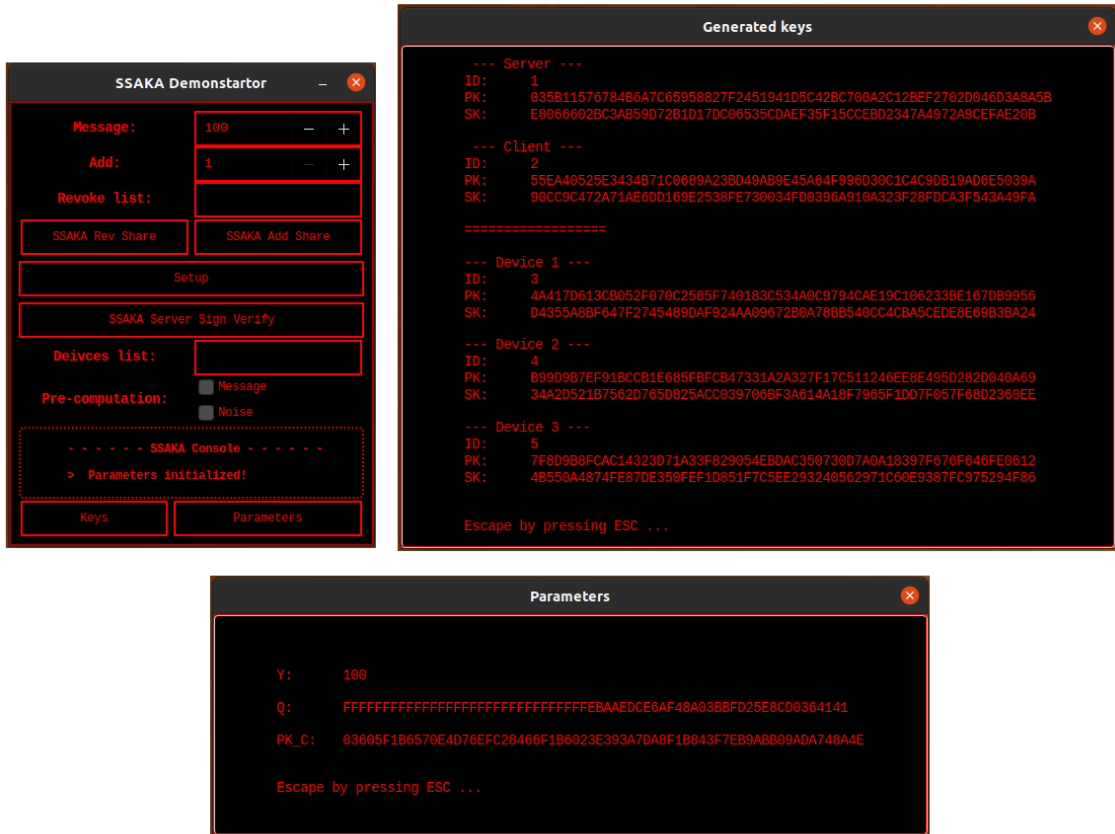 SSAKA Demonstartor
Message: 100
Add: 1
Revoke list:
SSAKA Rev Share SSAKA Add Share
Setup
SSAKA Server Sign Verify
Deivces list:
Pre-computation:
Message
Noise
- - - - - - SSAKA Console - - - - - -
> Parameters initialized!
Keys Parameters
Generated keys
--- Server ---
ID: 1
PK: 035B11576784B6A7C65958827F2451941D5C42BC700A2C12BEF2702D046D3A8A5B
SK: E8066602BC3AB59D72B1D17DC06535CDAEF35F15CCEBD2347A4972A9CEFAE20B
--- Client ---
ID: 2
PK: 55EA40525E3434B71C0689A23BD49AB9E45A64F996D30C1C4C9DB19AD6E5039A
SK: 90CC9C472A71AE6DD169E2538FE730034FD0396A910A323F28FDCA3F543A49FA
==================
--- Device 1 ---
ID: 3
PK: 4A417D613CB052F070C2585F740183C534A0C9794CAE19C106233BE167DB9956
SK: D4355A8BF647F2745489DAF924AA09672B0A78BB540CC4CBA5CEDE8E69B3BA24
--- Device 2 ---
ID: 4
PK: B99D9B7EF91BCCB1E685FBFCB47331A2A327F17C511246EE8E495D282D040A69
SK: 34A2D521B7562D765D825ACC039706BF3A614A18F7965F1DD7F057F68D2360EE
--- Device 3 ---
ID: 5
PK: 7F8D9B8FCAC14323D71A33F829054EBDAC350730D7A0A18397F676F646FE0612
SK: 4B550A4874FE87DE350FEF1D851F7C5EE293240562971C60E9387FC975294F86
Escape by pressing ESC ...
Parameters
Y: 100
Q: FFFFFFFFFFFFFFFFFFFFFFFFFFFFFFFEBAAEDCE6AF48A03BBFD25E8CD0364141
PK_C: 03605F1B6570E4D76EFC28466F1B6023E393A7DA8F1B843F7EB9ABB09ADA748A4E
Escape by pressing ESC ...